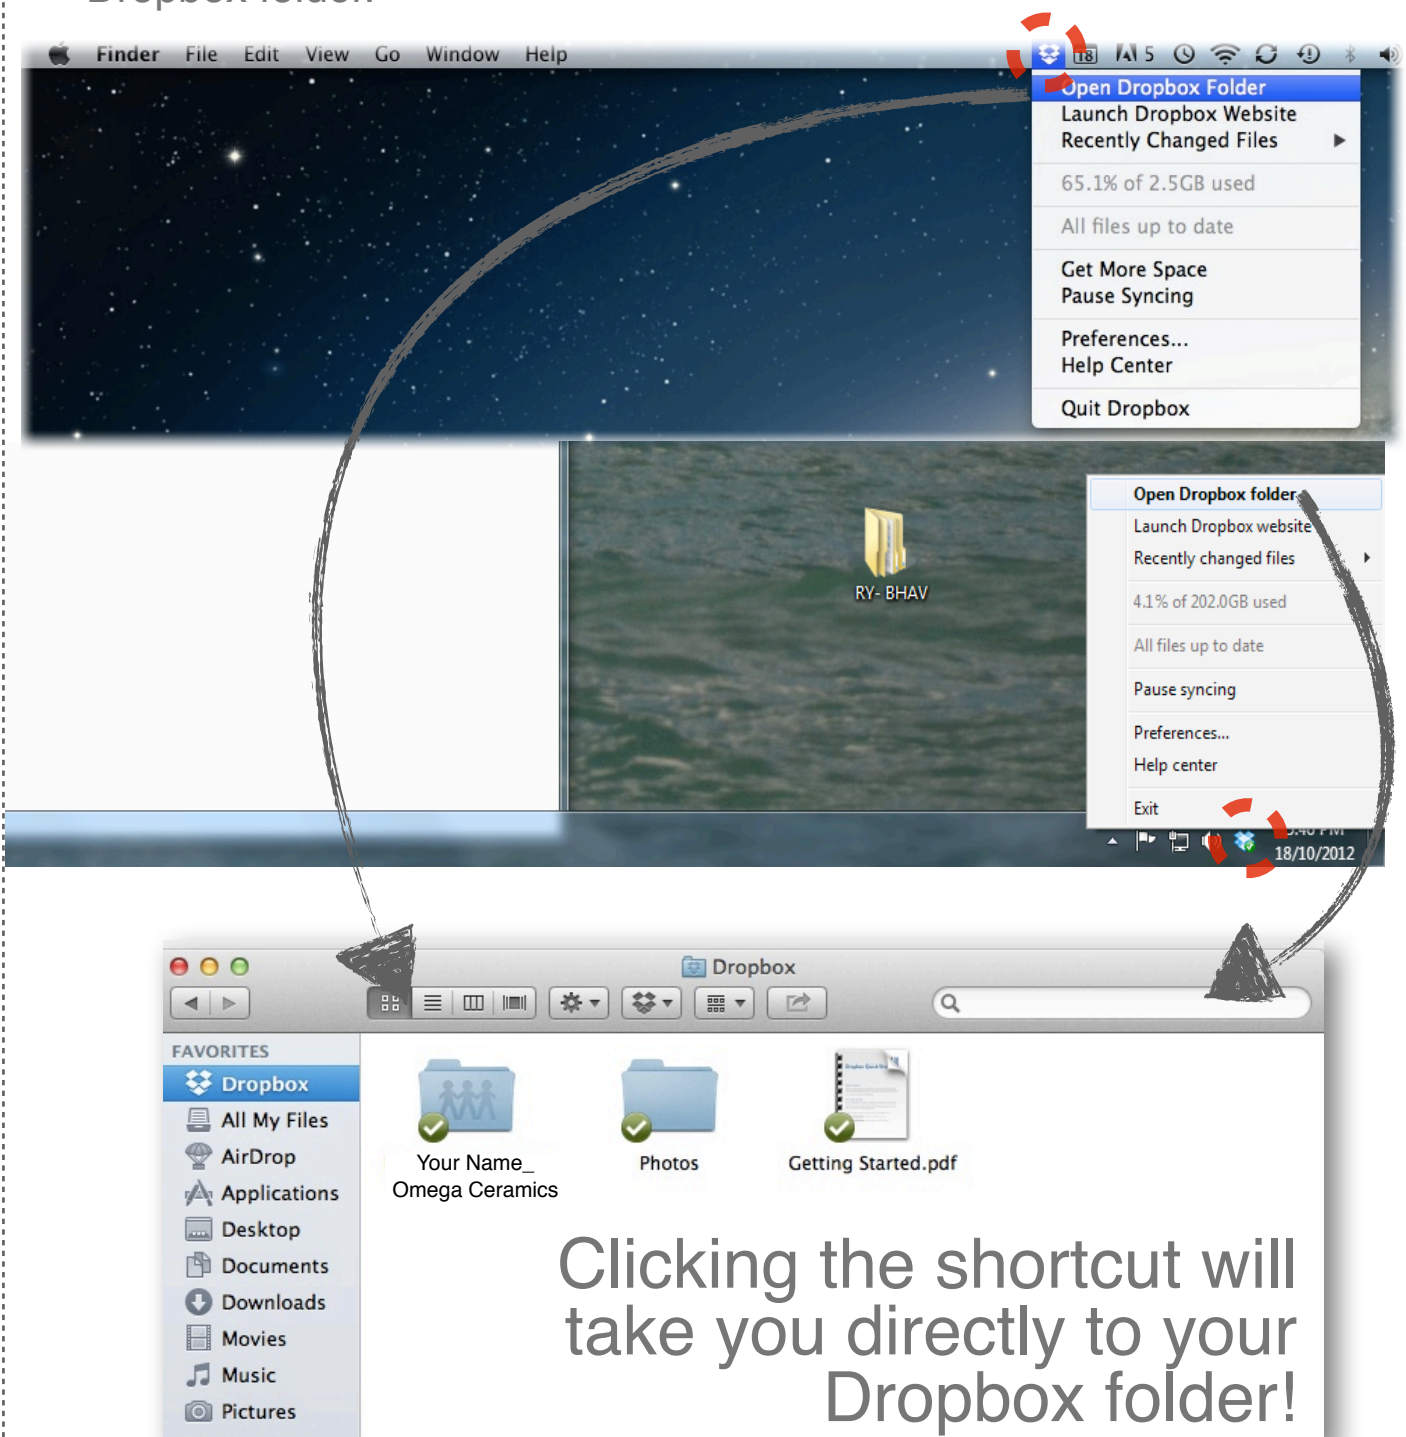 Dropbox folder.
Finder File Edit View Go Window Help
18 5
Open Dropbox Folder
Launch Dropbox Website
Recently Changed Files
65.1% of 2.5GB used
All files up to date
Get More Space
Pause Syncing
Preferences...
Help Center
Quit Dropbox
RY- BHAV
Open Dropbox folder
Launch Dropbox website
Recently changed files
4.1% of 202.0GB used
All files up to date
Pause syncing
Preferences...
Help center
Exit
PM
18/10/2012
Dropbox
FAVORITES
Dropbox
All My Files
AirDrop
Applications
Desktop
Documents
Downloads
Movies
Music
Pictures
Your Name_
Omega Ceramics
Photos
Getting Started.pdf
Clicking the shortcut will
take you directly to your
Dropbox folder!